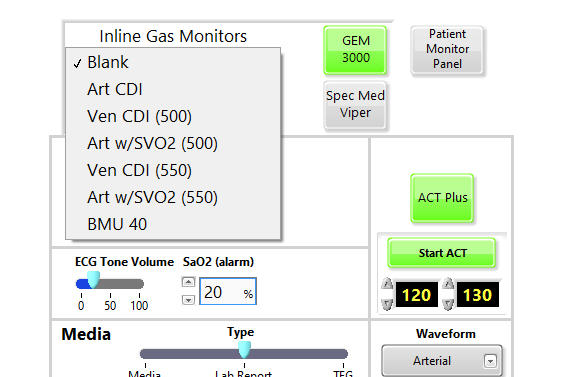 Inline Gas Monitors
✓ Blank
Art CDI
Ven CDI (500)
Art w/SVO2 (500)
Ven CDI (550)
Art w/SVO2 (550)
BMU 40
GEM
3000
Patient
Monitor
Panel
Spec Med
Viper
ACT Plus
Start ACT
120 130
ECG Tone Volume
0 50 100
SaO2 (alarm)
20 %
Media
Type
Media Lab Report TEG
Waveform
Arterial